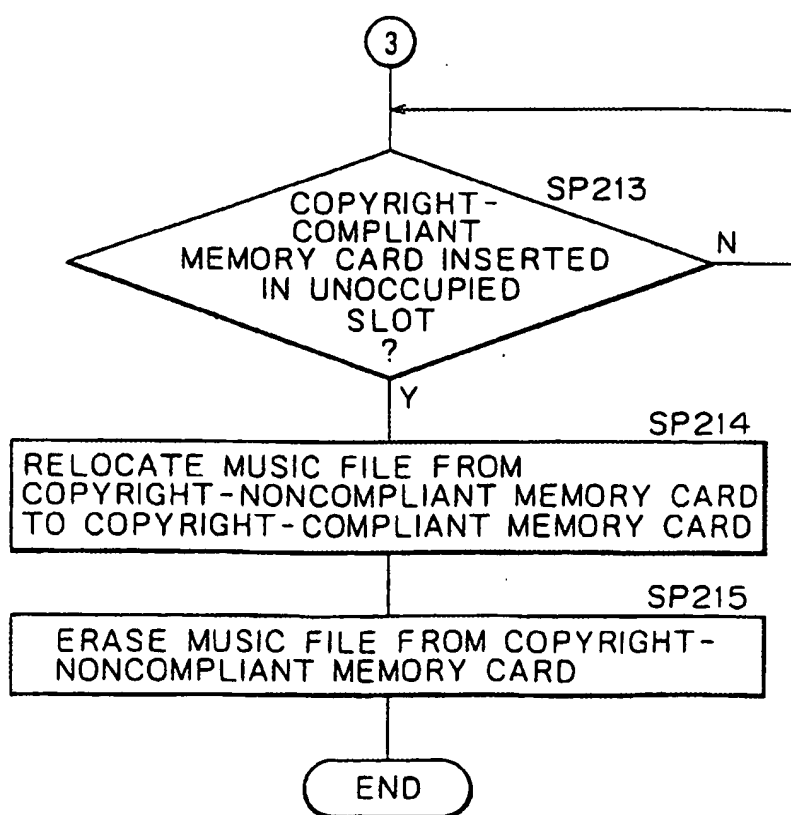 3
SP213
COPYRIGHT-
COMPLIANT
MEMORY CARD INSERTED
IN UNOCCUPIED
SLOT
?
N
Y
SP214
RELOCATE MUSIC FILE FROM
COPYRIGHT-NONCOMPLIANT MEMORY CARD
TO COPYRIGHT-COMPLIANT MEMORY CARD
SP215
ERASE MUSIC FILE FROM COPYRIGHT-
NONCOMPLIANT MEMORY CARD
END